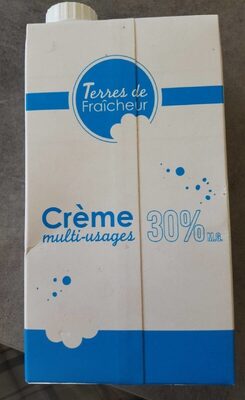 Terres de
Fraîcheur
Crème
multi-usages
30% M.G.